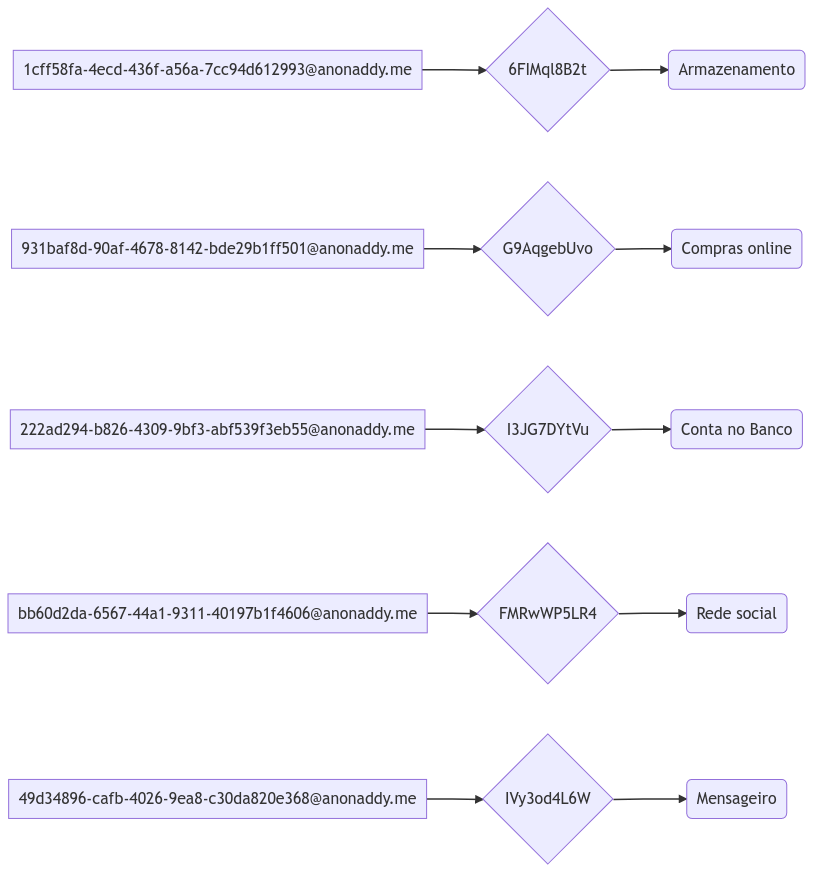 1cff58fa-4ecd-436f-a56a-7cc94d612993@anonaddy.me 6FIMql8B2t Armazenamento
931baf8d-90af-4678-8142-bde29b1ff501@anonaddy.me G9AqgebUvo Compras online
222ad294-b826-4309-9bf3-abf539f3eb55@anonaddy.me I3JG7DYtVu Conta no Banco
bb60d2da-6567-44a1-9311-40197b1f4606@anonaddy.me FMRwWP5LR4 Rede social
49d34896-cafb-4026-9ea8-c30da820e368@anonaddy.me IVy3od4L6W Mensageiro